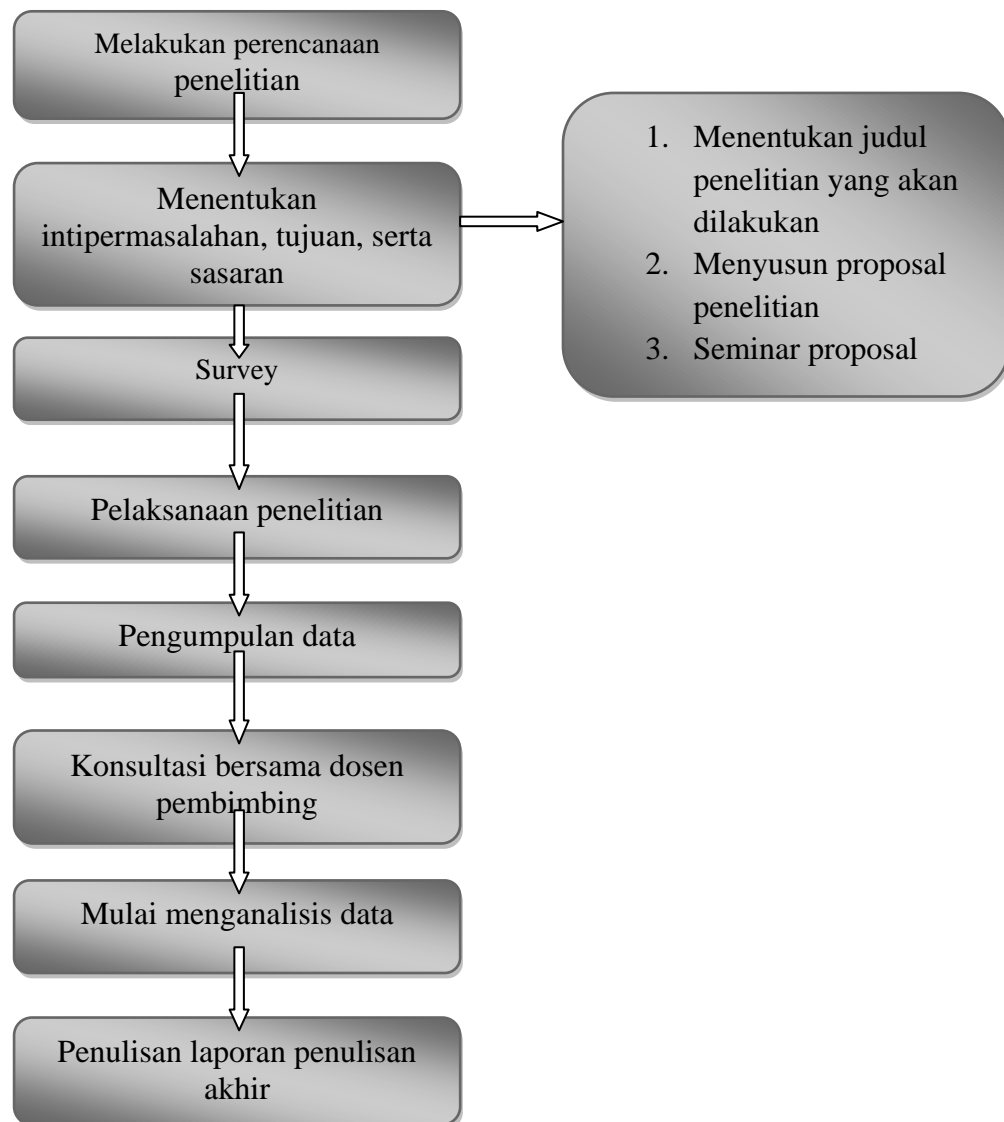 Melakukan perencanaan
penelitian
Menentukan
intipermasalahan, tujuan, serta
sasaran
1. Menentukan judul
penelitian yang akan
dilakukan
2. Menyusun proposal
penelitian
3. Seminar proposal
Survey
Pelaksanaan penelitian
Pengumpulan data
Konsultasi bersama dosen
pembimbing
Mulai menganalisis data
Penulisan laporan penulisan
akhir